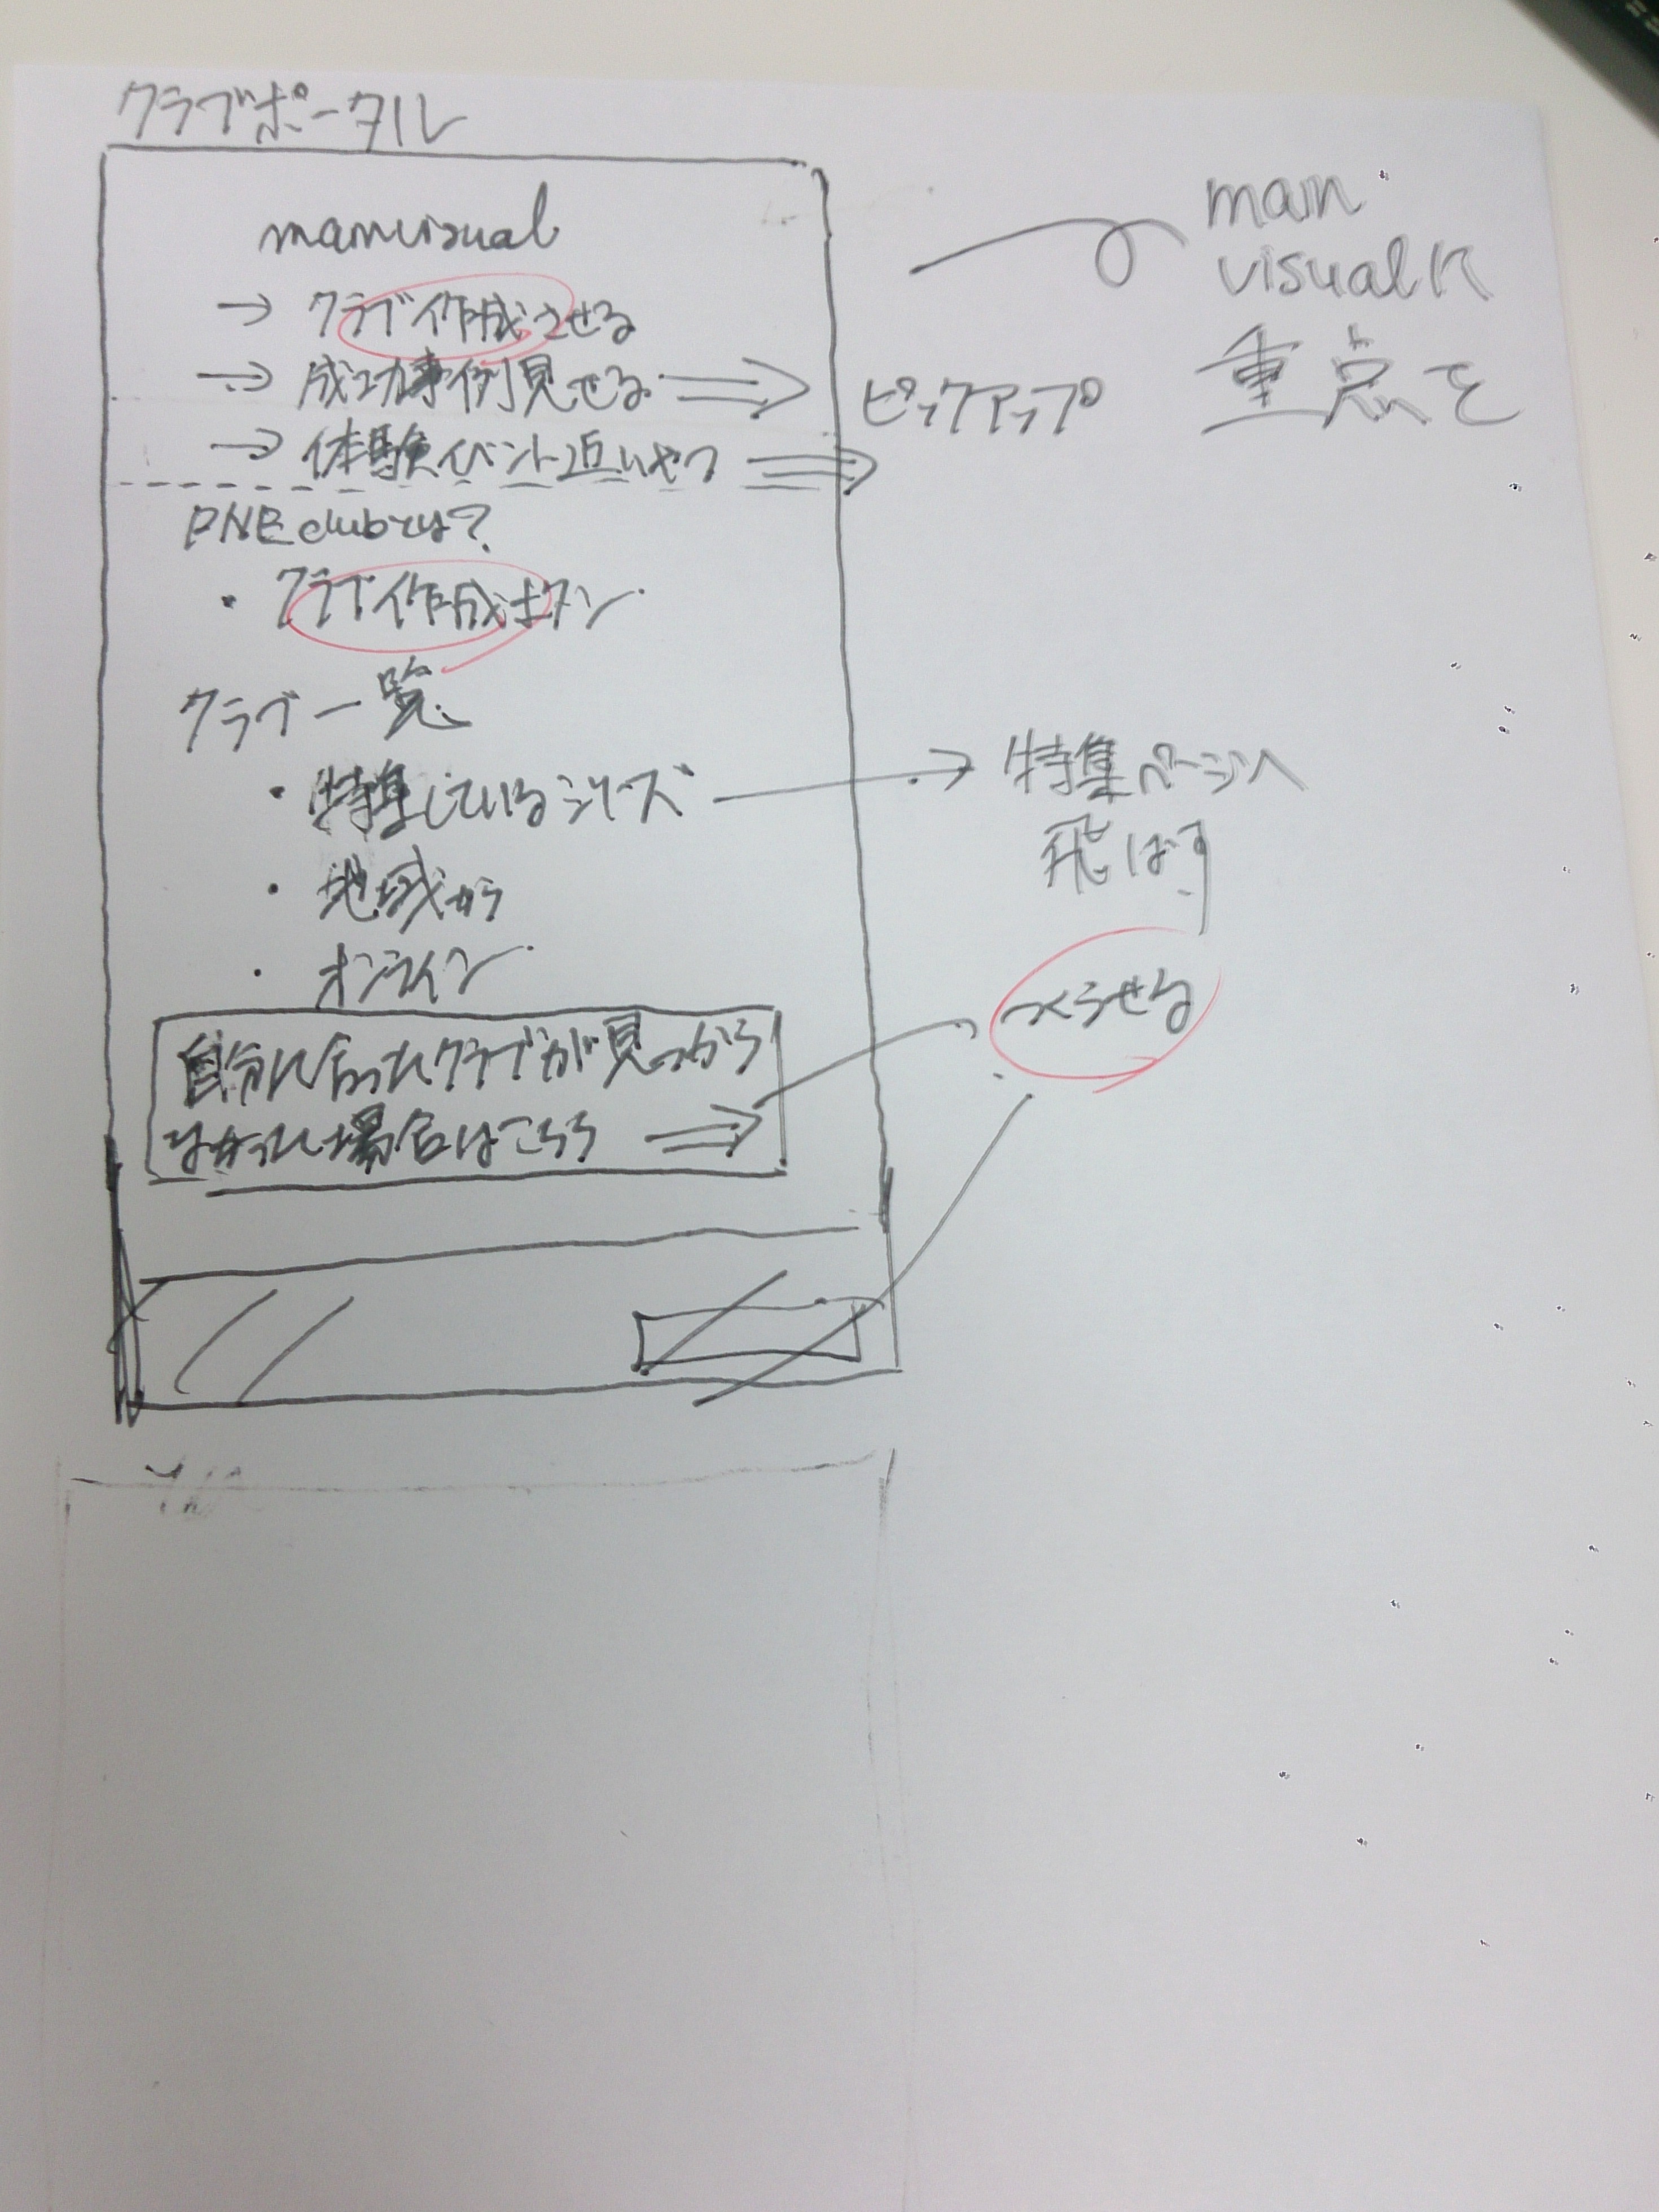 クラブポータル
mainvisual
→ クラブ作成させる
→ 成功事例見せる
→ 体験イベント近いやつ
ピックアップ
main
visualに
重点を
ONE clubとは?
・クラブ作成ボタン
クラブ一覧
・特集しているシリーズ
→ 特集ページへ
飛ばす
・地域から
・オンライン
自分に合ったクラブが見つから
なかった場合はこちら
つくらせる